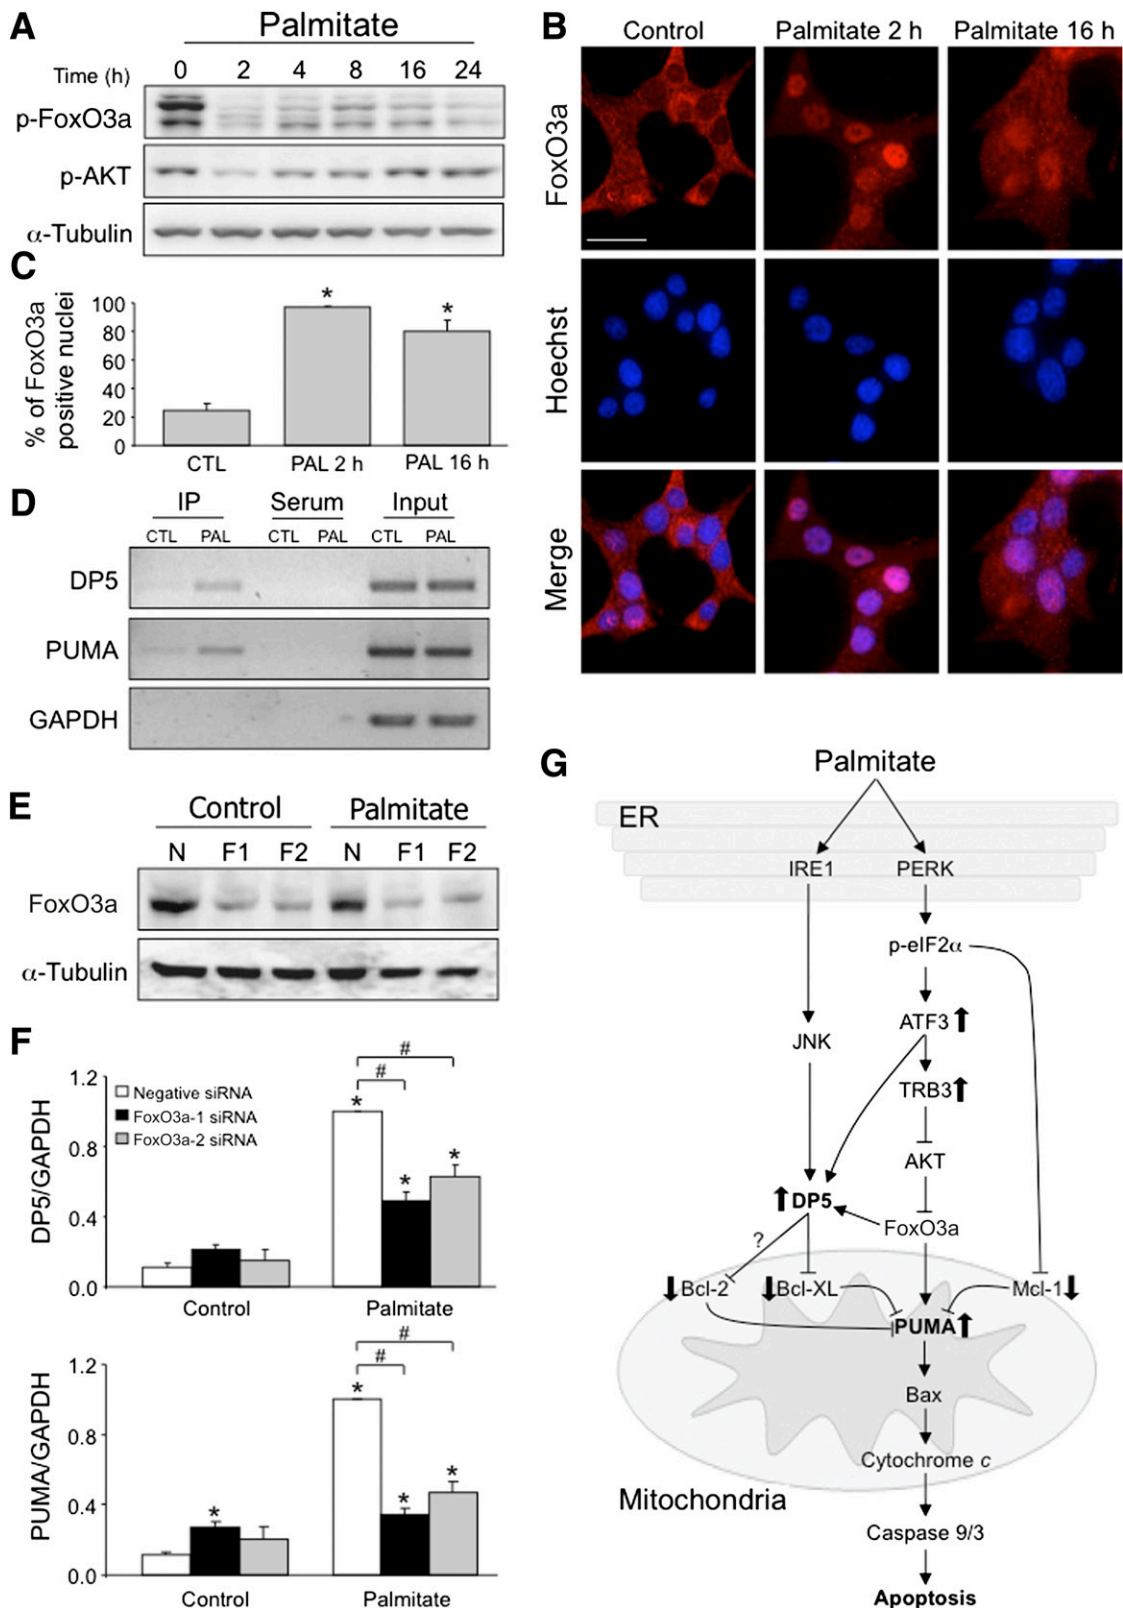 A
Palmitate
Time (h) 0 2 4 8 16 24
p-FoxO3a
p-AKT
α-Tubulin
B
Control Palmitate 2 h Palmitate 16 h
FoxO3a
Hoechst
Merge
C
% of FoxO3a
positive nuclei
100
80
60
40
20
0
* *
CTL PAL 2 h PAL 16 h
D
IP Serum Input
CTL PAL CTL PAL CTL PAL
DP5
PUMA
GAPDH
E
Control Palmitate
N F1 F2 N F1 F2
FoxO3a
α-Tubulin
F
DP5/GAPDH
1.2
0.8
0.4
0.0
Negative siRNA
FoxO3a-1 siRNA
FoxO3a-2 siRNA
#
#
* * *
Control Palmitate
PUMA/GAPDH
1.2
0.8
0.4
0.0
#
#
* * * *
Control Palmitate
G
Palmitate
ER
IRE1 PERK
p-eIF2α
ATF3
JNK
TRB3
AKT
DP5
FoxO3a
?
Bcl-2 Bcl-XL Mcl-1
PUMA
Bax
Cytochrome c
Mitochondria
Caspase 9/3
Apoptosis